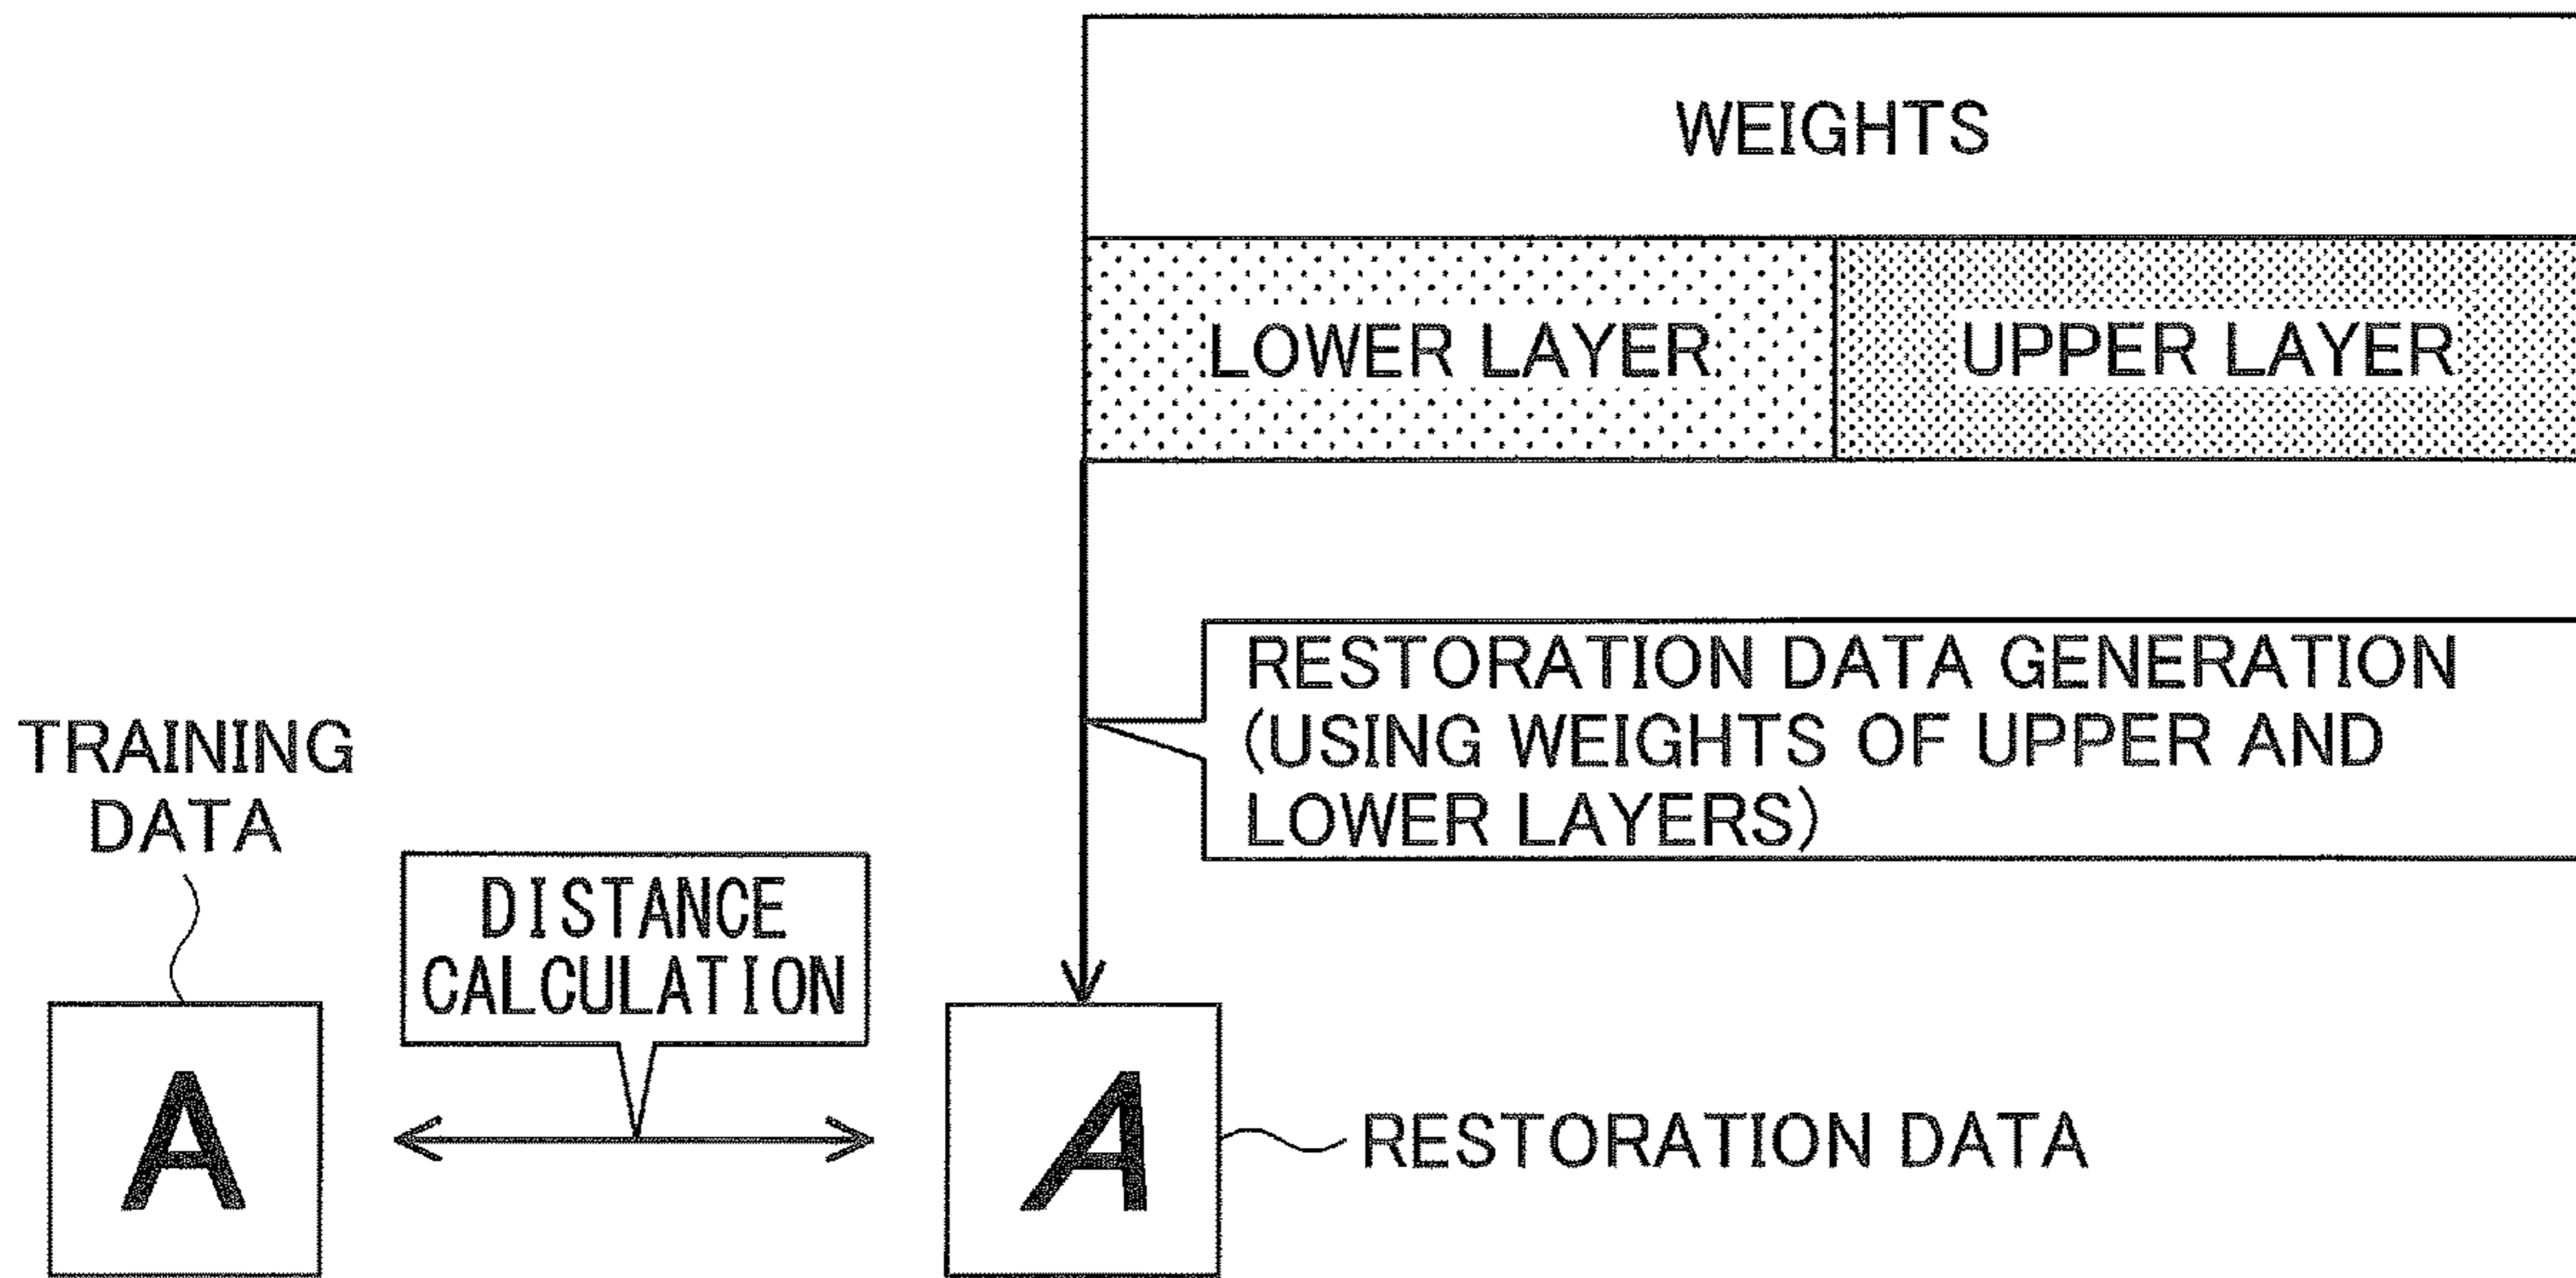 WEIGHTS
LOWER LAYER
UPPER LAYER
RESTORATION DATA GENERATION
(USING WEIGHTS OF UPPER AND
LOWER LAYERS)
TRAINING
DATA
DISTANCE
CALCULATION
A
A
RESTORATION DATA